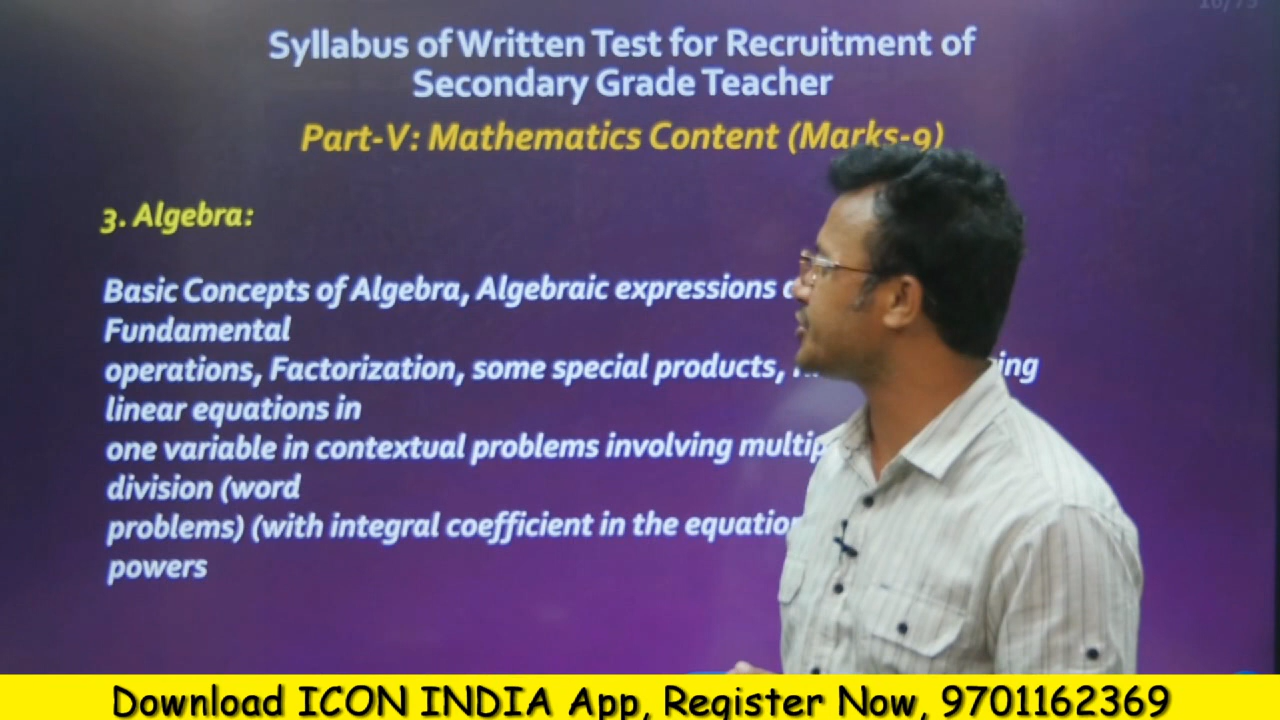 Syllabus of Written Test for Recruitment of
Secondary Grade Teacher
Part-V: Mathematics Content (Marks-9)
3. Algebra:
Basic Concepts of Algebra, Algebraic expressions
Fundamental
operations, Factorization, some special products,
linear equations in
one variable in contextual problems involving
division (word
problems) (with integral coefficient in the
powers
Download ICON INDIA App, Register Now, 9701162369